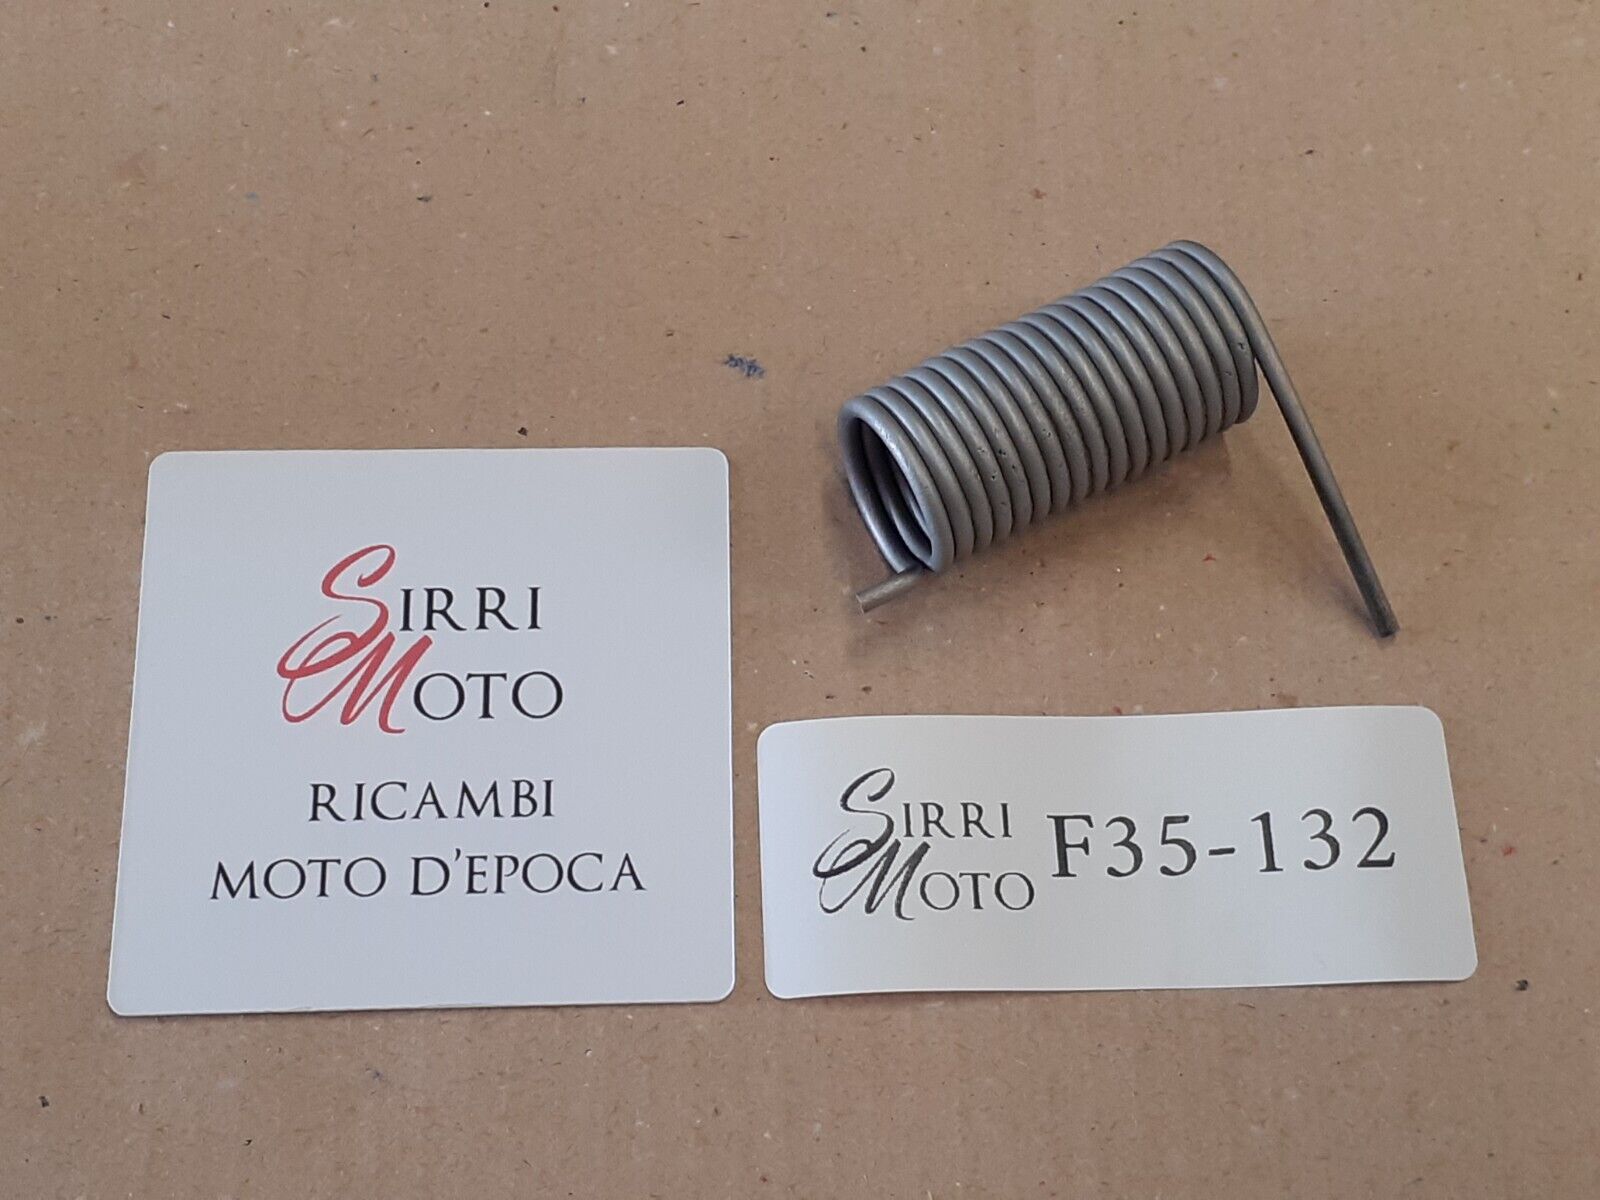 SIRRI
MOTO
RICAMBI
MOTO D'EPOCA
SIRRI
MOTO
F35-132